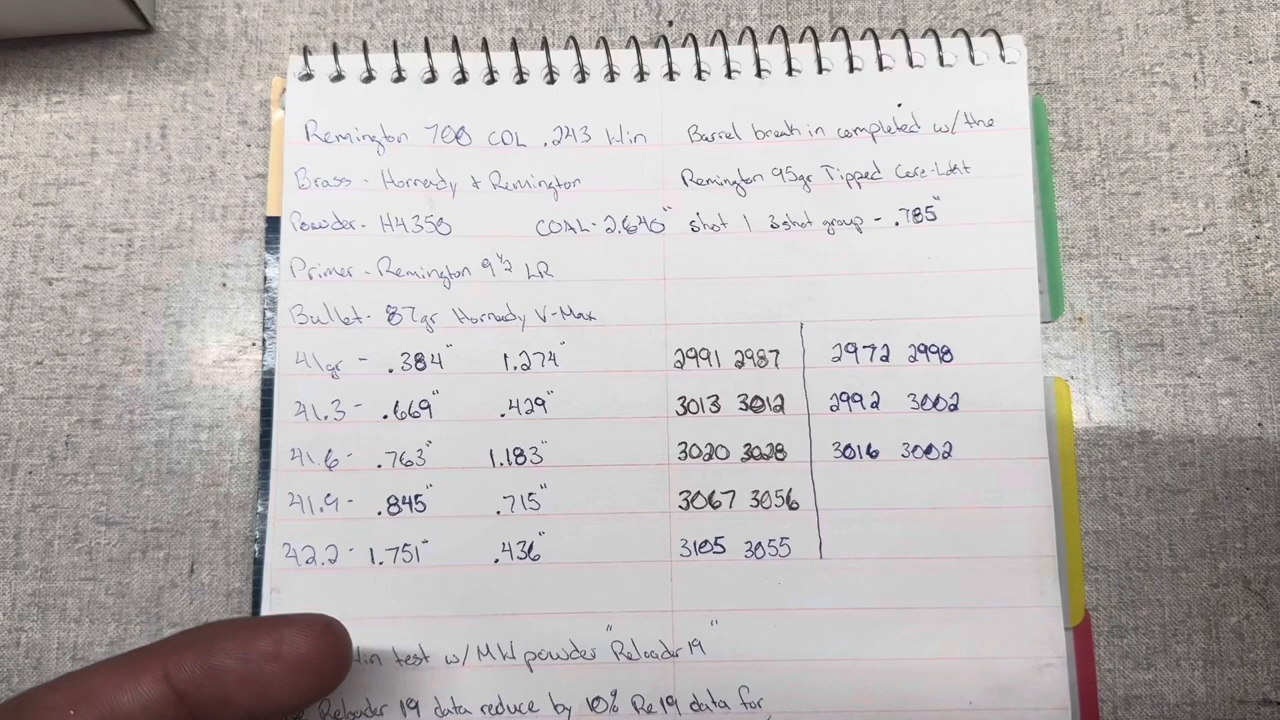 Remington 700 CDL .243 Win Barrel break in completed w/ the
Brass - Hornady & Remington Remington 95gr Tipped Core-Lokt
Powder - H4350 COAL - 2.640" shot 1 3 shot group - .785"
Primer - Remington 9 1/2 LR
Bullet - 87gr Hornady V-Max
41gr - .384" 1.274" 2991 2987 2972 2998
41.3 - .669" .429" 3013 3012 2992 3002
41.6 - .763" 1.183" 3020 3028 3016 3002
41.9 - .845" .715" 3067 3056
42.2 - 1.751" .436" 3105 3055
test w/ MW powder "Reloader 19"
Reloader 19 data reduce by 10% Re19 data for